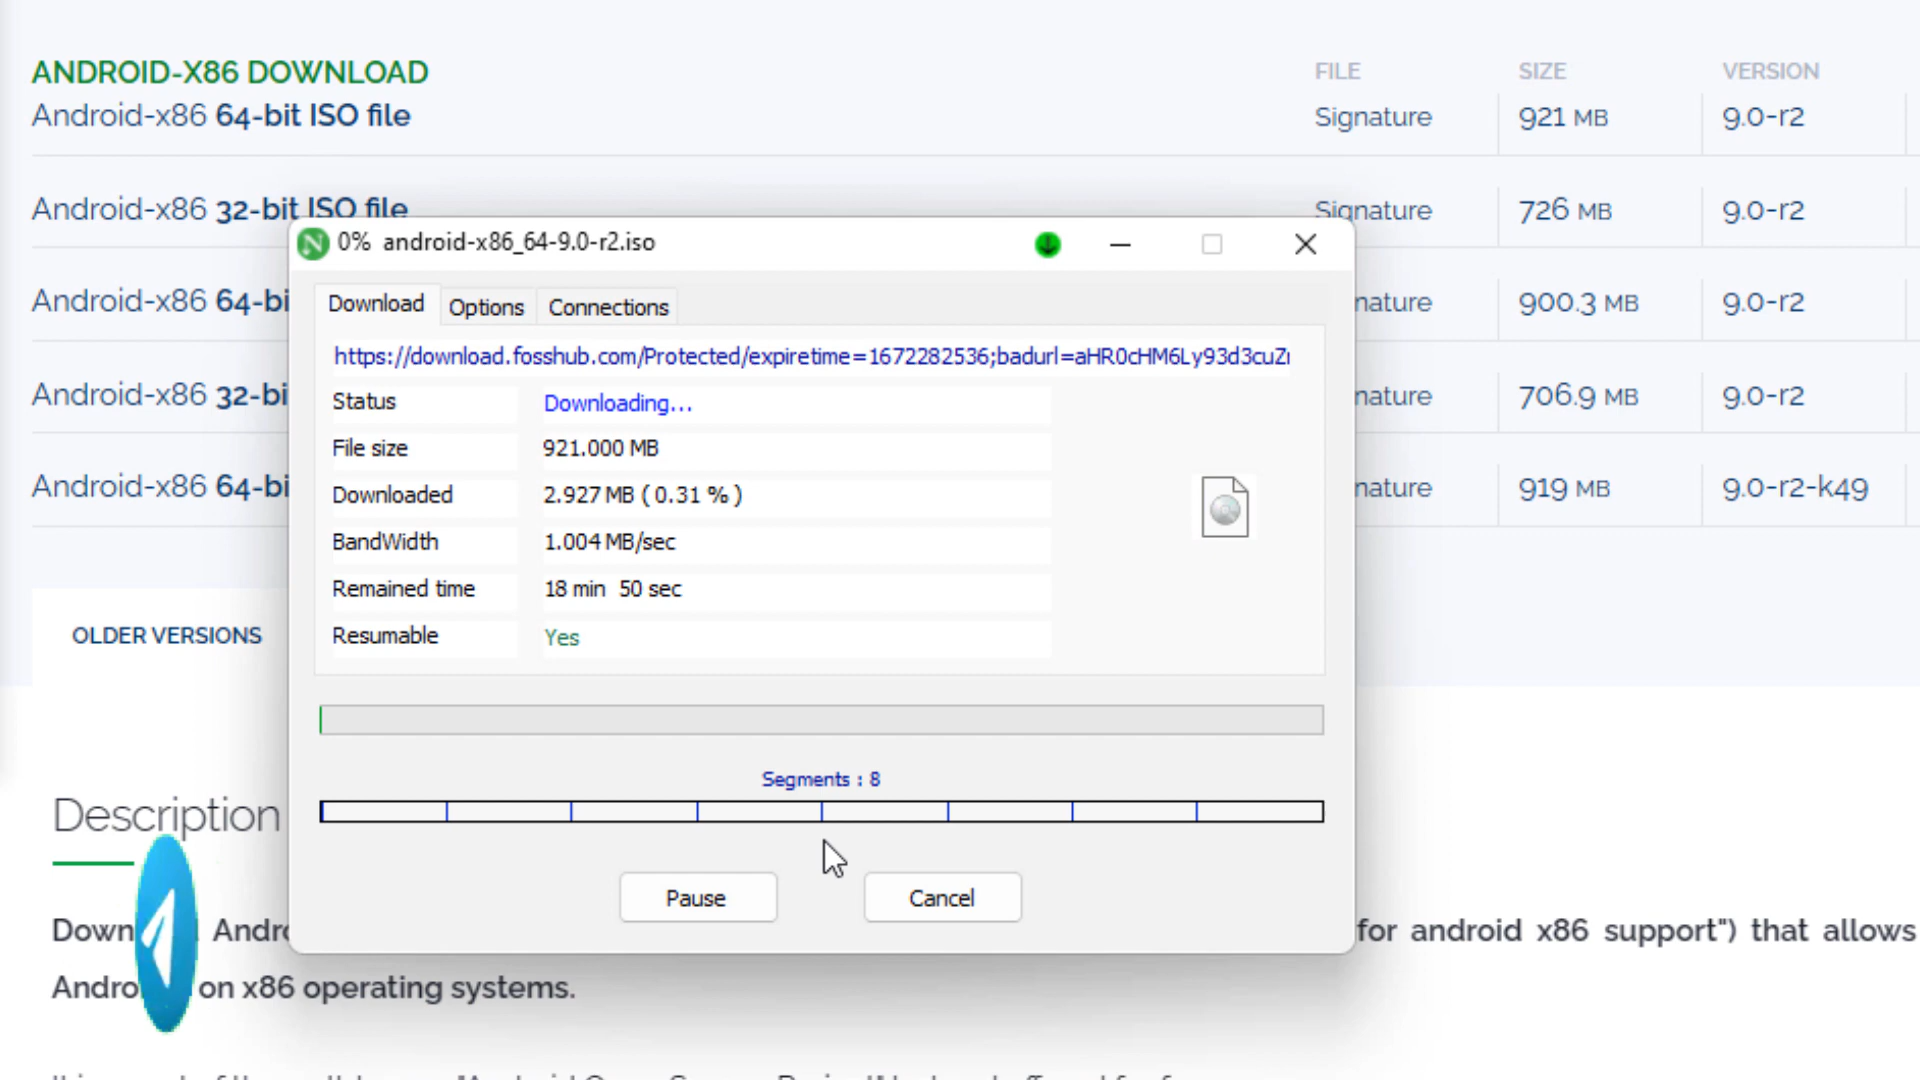 ANDROID-X86 DOWNLOAD FILE SIZE VERSION
Android-x86 64-bit ISO file Signature 921 MB 9.0-r2
Android-x86 32-bit ISO file Signature 726 MB 9.0-r2
0% android-x86_64-9.0-r2.iso
Android-x86 64-bi nature 900.3 MB 9.0-r2
Download Options Connections
https://download.fosshub.com/Protected/expiretime=1672282536;badurl=aHR0cHM6Ly93d3cuZ
Android-x86 32-bi nature 706.9 MB 9.0-r2
Status Downloading...
File size 921.000 MB
Android-x86 64-bi nature 919 MB 9.0-r2-k49
Downloaded 2.927 MB ( 0.31 % )
BandWidth 1.004 MB/sec
Remained time 18 min 50 sec
OLDER VERSIONS
Resumable Yes
Segments : 8
Description
Pause Cancel
Down Andro for android x86 support") that allows
Andro on x86 operating systems.